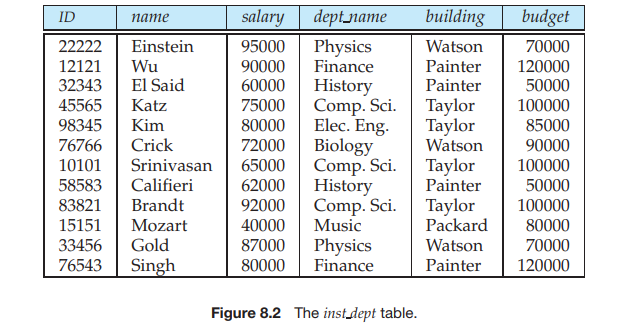 ID name salary dept_name building budget
22222 Einstein 95000 Physics Watson 70000
12121 Wu 90000 Finance Painter 120000
32343 El Said 60000 History Painter 50000
45565 Katz 75000 Comp. Sci. Taylor 100000
98345 Kim 80000 Elec. Eng. Taylor 85000
76766 Crick 72000 Biology Watson 90000
10101 Srinivasan 65000 Comp. Sci. Taylor 100000
58583 Califieri 62000 History Painter 50000
83821 Brandt 92000 Comp. Sci. Taylor 100000
15151 Mozart 40000 Music Packard 80000
33456 Gold 87000 Physics Watson 70000
76543 Singh 80000 Finance Painter 120000
Figure 8.2 The inst_dept table.